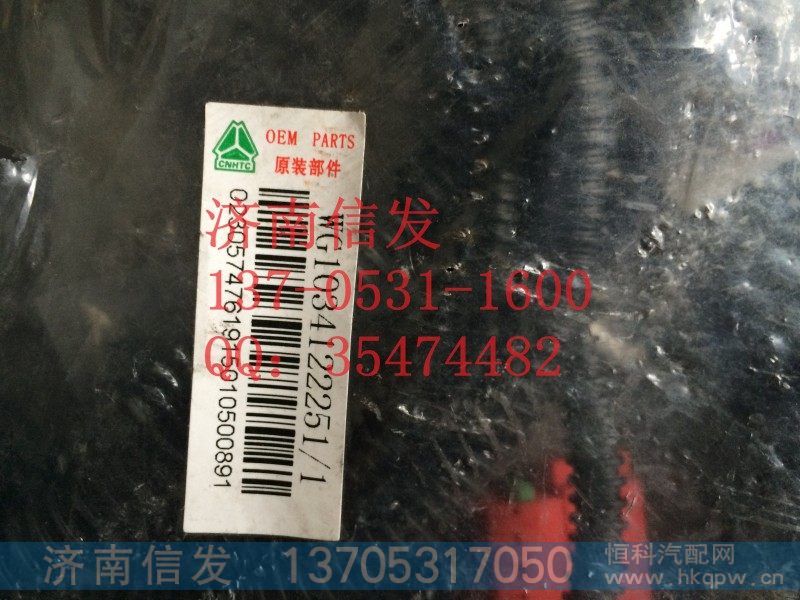 CNHTC
OEM PARTS
原装部件
WG1034122251/1
济南信发
137-0531-1600
QQ: 35474482
济南信发 13705317050
恒科汽配网
www.hkqpw.cn